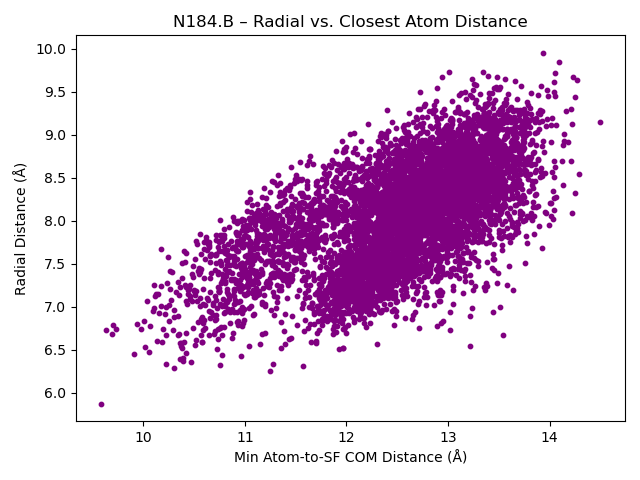 N184.B – Radial vs. Closest Atom Distance
10.0
9.5
9.0
8.5
8.0
7.5
7.0
6.5
6.0
Radial Distance (Å)
10 11 12 13 14
Min Atom-to-SF COM Distance (Å)